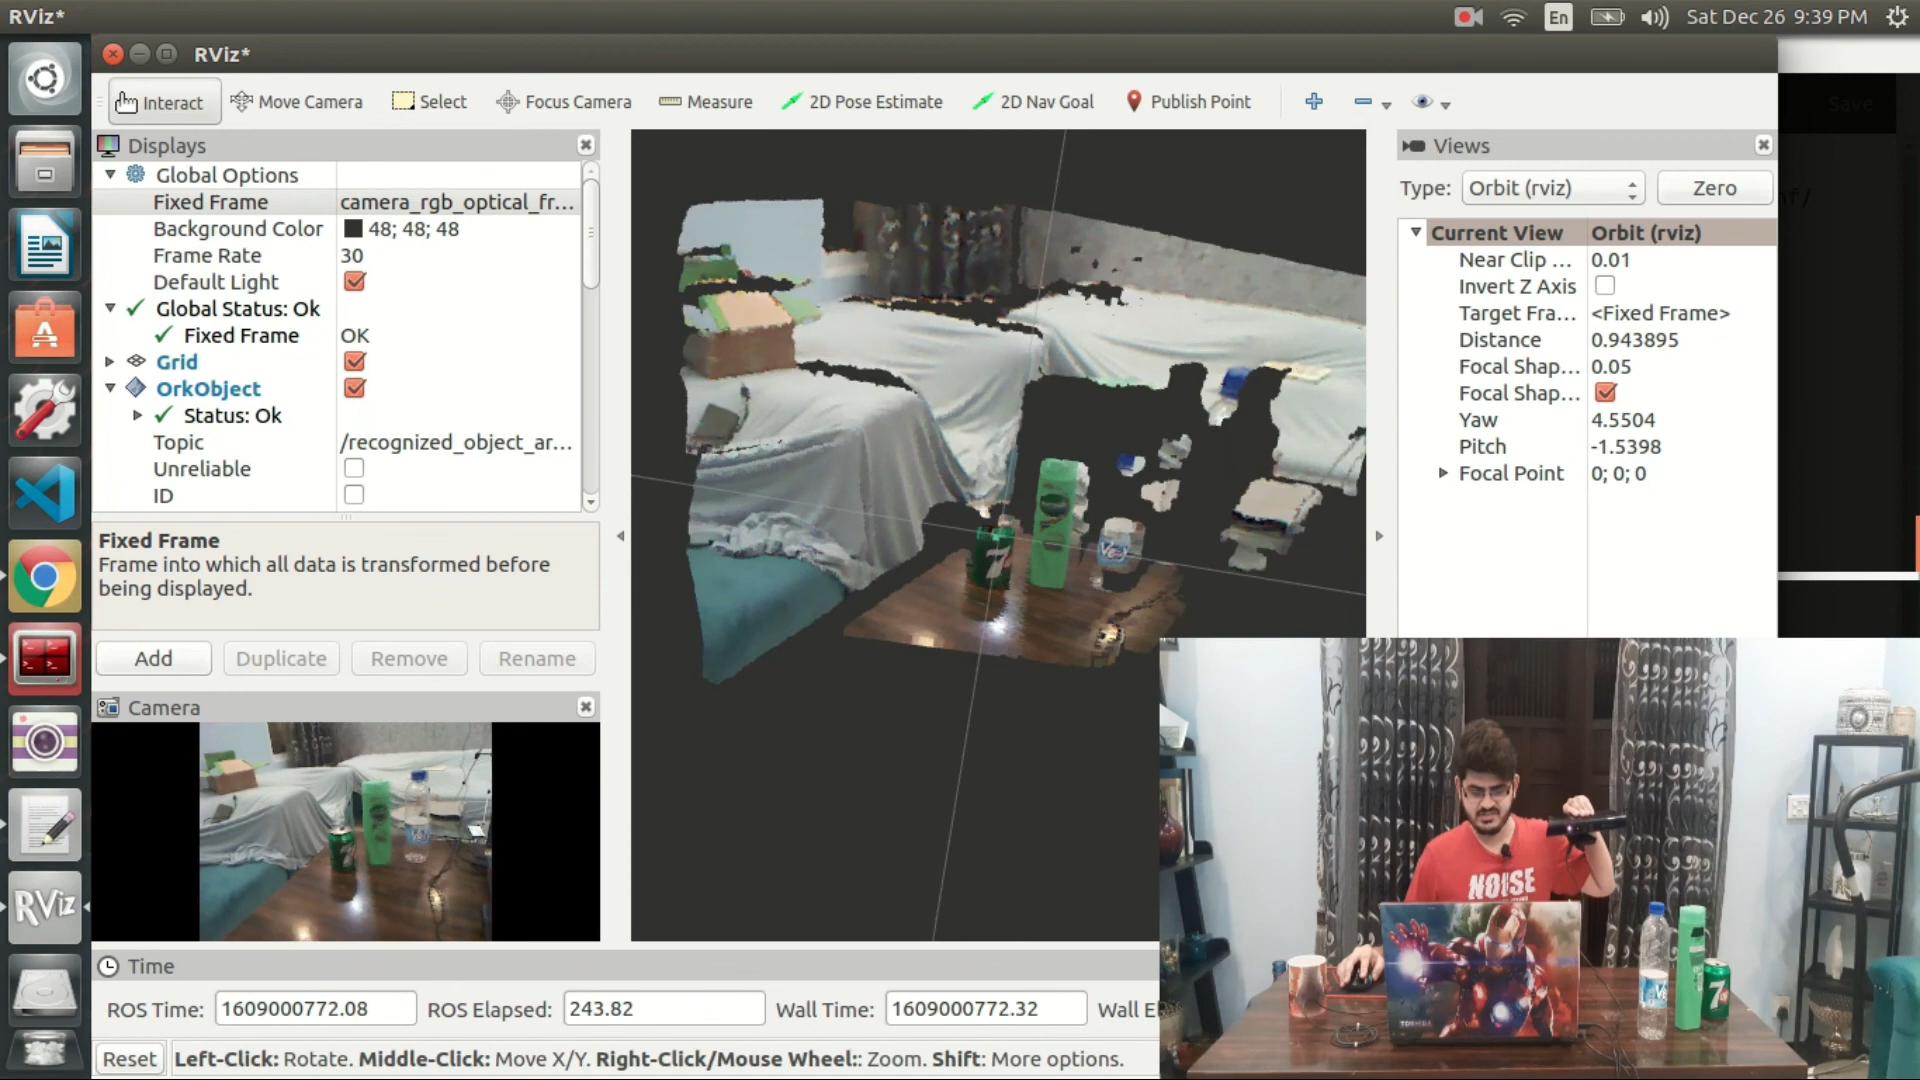 RViz*
En
Sat Dec 26 9:39 PM
RViz*
Interact
Move Camera
Select
Focus Camera
Measure
2D Pose Estimate
2D Nav Goal
Publish Point
Save
Displays
Global Options
Fixed Frame camera_rgb_optical_fr...
Background Color 48; 48; 48
Frame Rate 30
Default Light
Global Status: Ok
Fixed Frame OK
Grid
OrkObject
Status: Ok
Topic /recognized_object_ar...
Unreliable
ID
Fixed Frame
Frame into which all data is transformed before
being displayed.
Add Duplicate Remove Rename
Camera
Views
Type: Orbit (rviz) Zero
Current View Orbit (rviz)
Near Clip ... 0.01
Invert Z Axis
Target Fra... <Fixed Frame>
Distance 0.943895
Focal Shap... 0.05
Focal Shap...
Yaw 4.5504
Pitch -1.5398
Focal Point 0; 0; 0
7
RViz
NOISE
TOSHIBA
7
Time
ROS Time: 1609000772.08 ROS Elapsed: 243.82 Wall Time: 1609000772.32 Wall E
Reset Left-Click: Rotate. Middle-Click: Move X/Y. Right-Click/Mouse Wheel:: Zoom. Shift: More options.